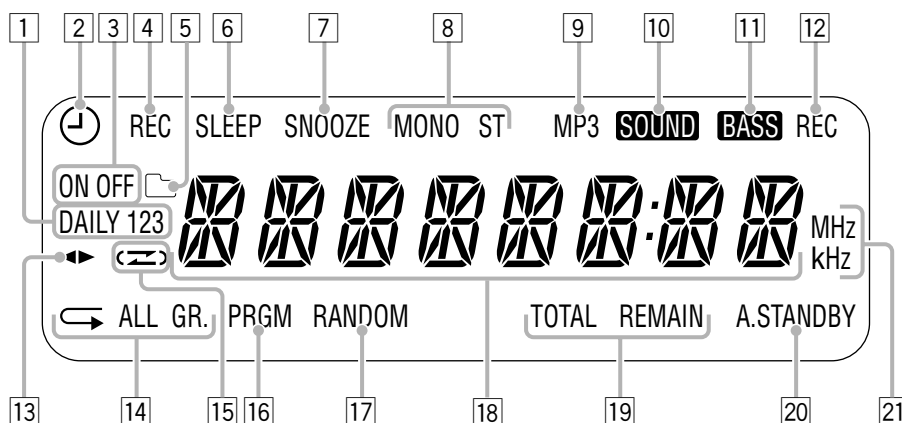 1 2 3 4 5 6 7 8 9 10 11 12
REC SLEEP SNOOZE MONO ST MP3 SOUND BASS REC
ON OFF
DAILY 123
MHz
kHz
ALL GR. PRGM RANDOM TOTAL REMAIN A.STANDBY
13 14 15 16 17 18 19 20 21